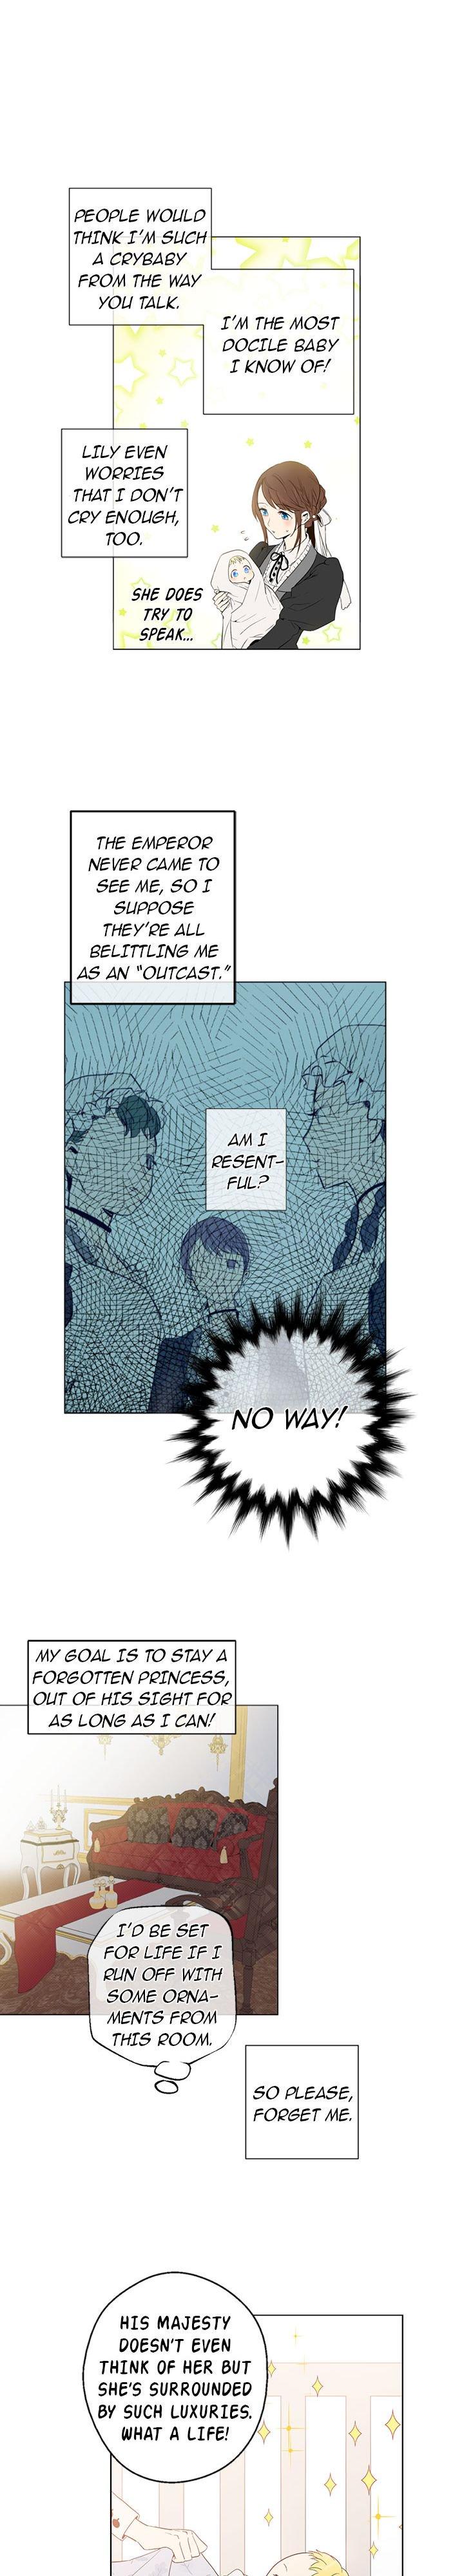 PEOPLE WOULD
THINK I'M SUCH
A CRYBABY
FROM THE WAY
YOU TALK.
I'M THE MOST
DOCILE BABY
I KNOW OF!
LILY EVEN
WORRIES
THAT I DON'T
CRY ENOUGH,
TOO.
SHE DOES
TRY TO
SPEAK...
THE EMPEROR
NEVER CAME TO
SEE ME, SO I
SUPPOSE
THEY'RE ALL
BELITTLING ME
AS AN "OUTCAST."
AM I
RESENT-
FUL?
NO WAY!
MY GOAL IS TO STAY A
FORGOTTEN PRINCESS,
OUT OF HIS SIGHT FOR
AS LONG AS I CAN!
I'D BE SET
FOR LIFE IF I
RUN OFF WITH
SOME ORNA-
MENTS FROM
THIS ROOM.
SO PLEASE,
FORGET ME.
HIS MAJESTY
DOESN'T EVEN
THINK OF HER BUT
SHE'S SURROUNDED
BY SUCH LUXURIES.
WHAT A LIFE!